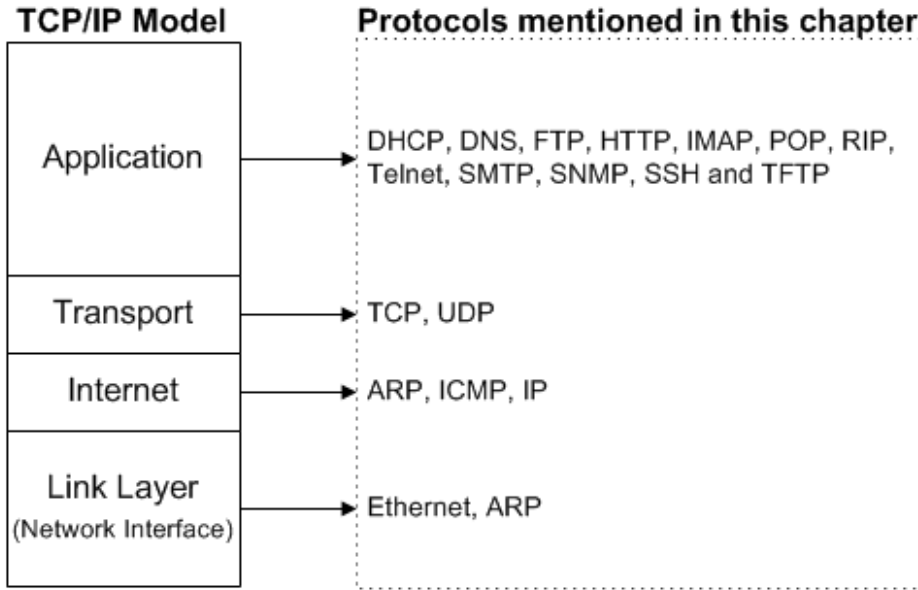 TCP/IP Model
Protocols mentioned in this chapter
Application
DHCP, DNS, FTP, HTTP, IMAP, POP, RIP,
Telnet, SMTP, SNMP, SSH and TFTP
Transport
TCP, UDP
Internet
ARP, ICMP, IP
Link Layer
(Network Interface)
Ethernet, ARP